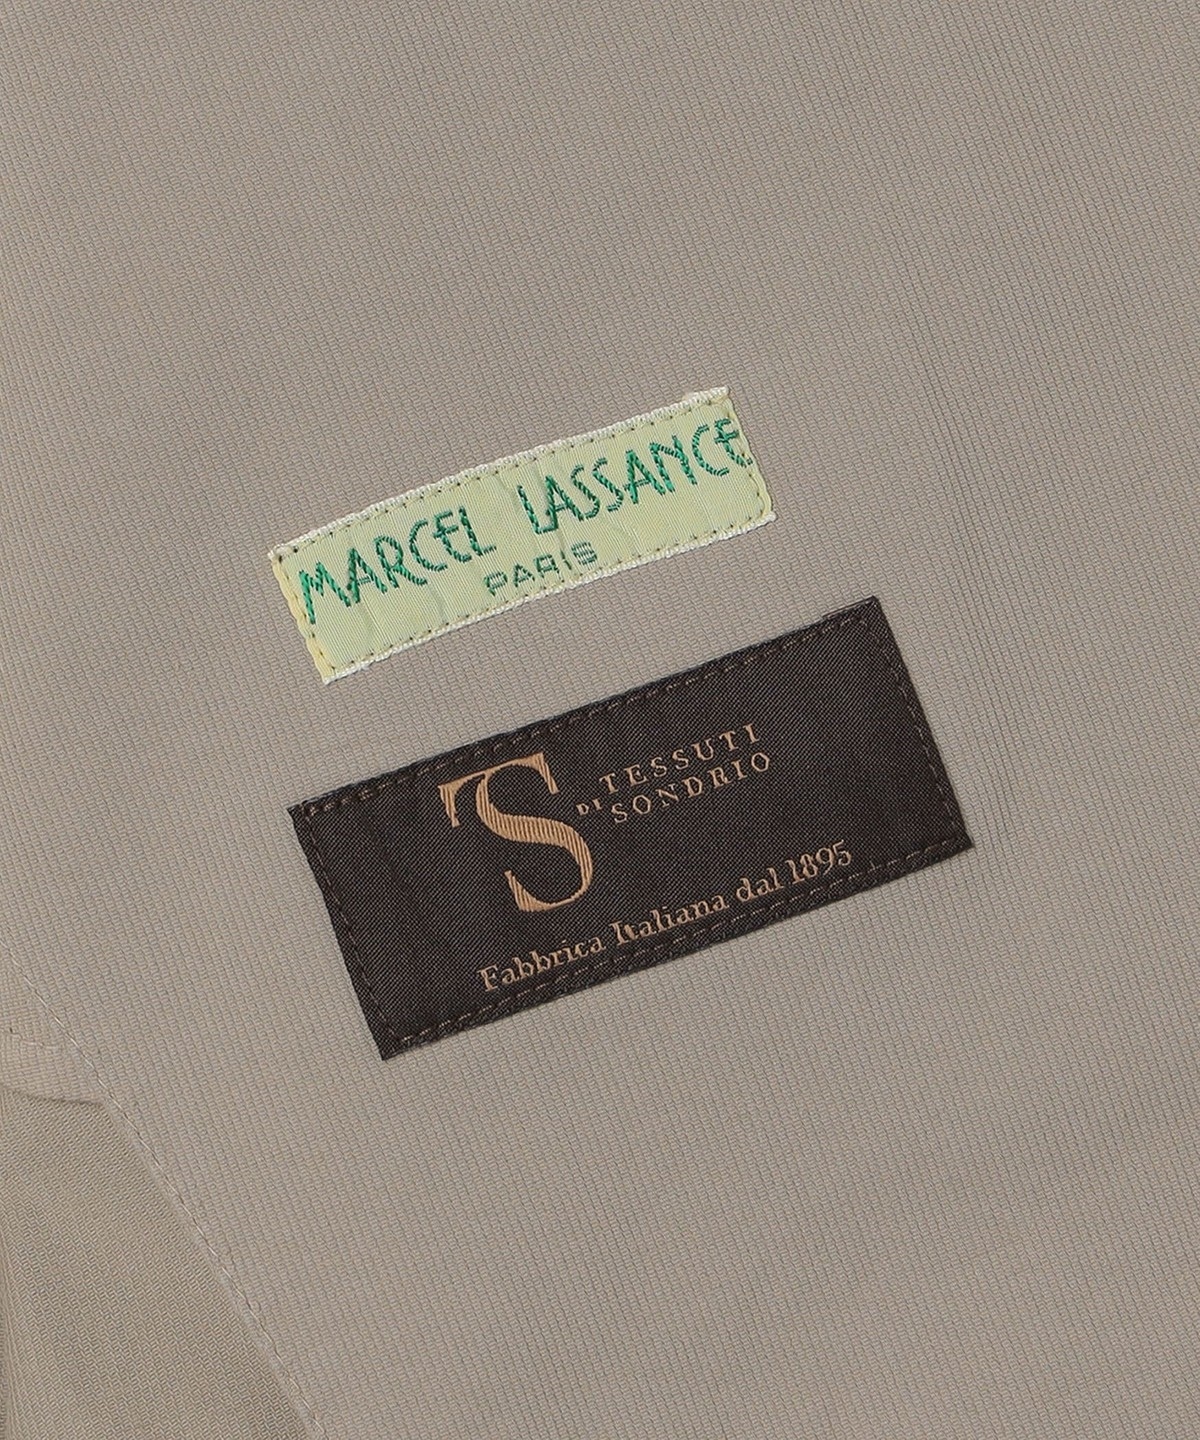 MARCEL LASSANCE
PARIS
TS TESSUTI
DI SONDRIO
Fabbrica Italiana dal 1895